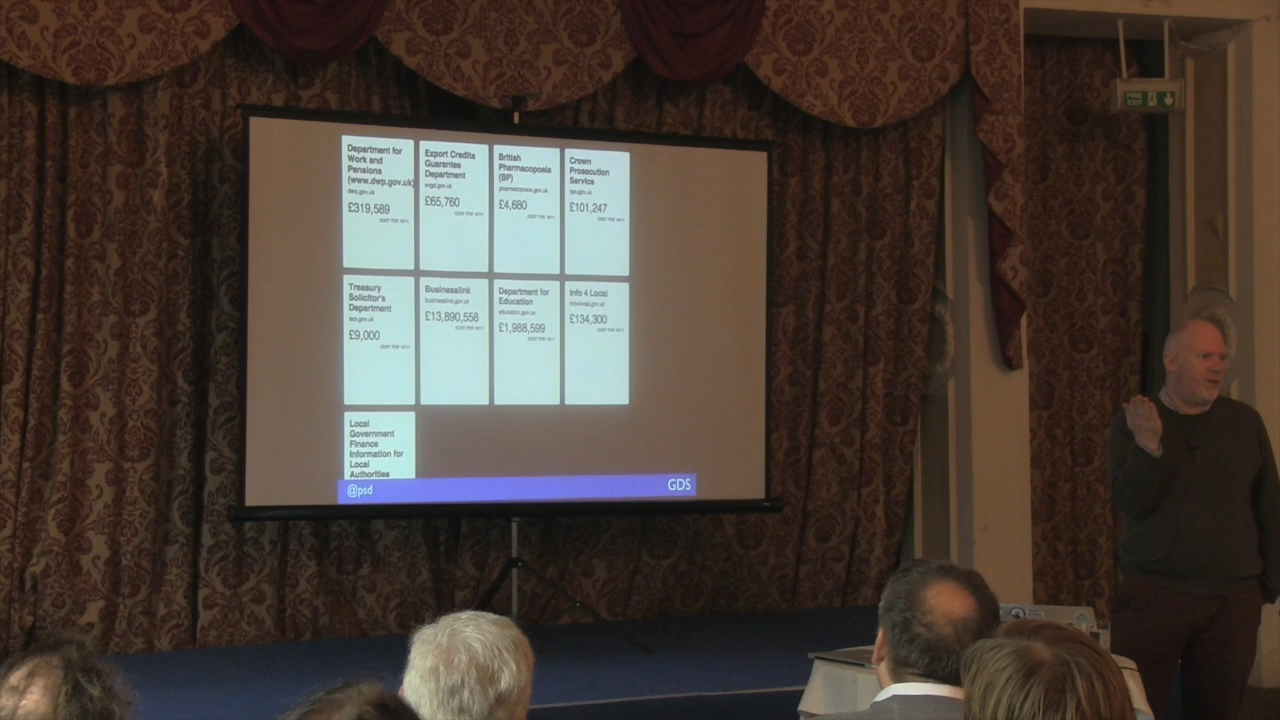 Department for
Work and
Pensions
(www.dwp.gov.uk)
dwp.gov.uk
£319,589
Export Credits
Guarantee
Department
ecgd.gov.uk
£65,760
British
Pharmacopoeia
(BP)
pharmacopoeia.gov.uk
£4,680
Crown
Prosecution
Service
cps.gov.uk
£101,247
Treasury
Solicitor's
Department
tsol.gov.uk
£9,000
Businesslink
businesslink.gov.uk
£13,890,558
Department for
Education
education.gov.uk
£1,988,599
Info 4 Local
info4local.gov.uk
£134,300
Local
Government
Finance
Information for
Local
Authorities
@psd
GDS
FIRE
EXIT